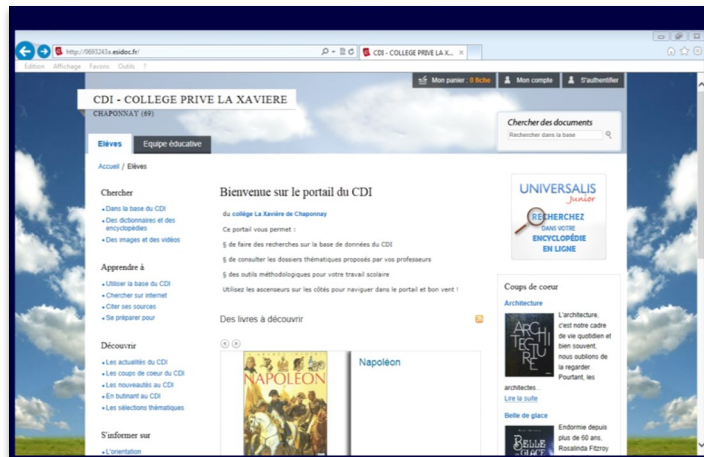 http://0693243a.esidoc.fr/
CDI - COLLEGE PRIVE LA X...
Edition Affichage Favoris Outils ?
Mon panier : 0 fiche
Mon compte
S'authentifier
CDI - COLLEGE PRIVE LA XAVIERE
CHAPONNAY (69)
Chercher des documents
Rechercher dans la base
Elèves
Equipe éducative
Accueil / Elèves
Chercher
Dans la base du CDI
Des dictionnaires et des
encyclopédies
Des images et des vidéos
Apprendre à
Utiliser la base du CDI
Chercher sur internet
Citer ses sources
Se préparer pour
Découvrir
Les actualités du CDI
Les coups de coeur du CDI
Les nouveautés au CDI
En butinant au CDI
Les sélections thématiques
S'informer sur
L'orientation
Bienvenue sur le portail du CDI
du collège La Xavière de Chaponnay
Ce portail vous permet :
§ de faire des recherches sur la base de données du CDI
§ de consulter les dossiers thématiques proposés par vos professeurs
§ des outils méthodologiques pour votre travail scolaire
Utilisez les ascenseurs sur les côtés pour naviguer dans le portail et bon vent !
Des livres à découvrir
NAPOLÉON
Napoléon
UNIVERSALIS
Junior
RECHERCHEZ
DANS VOTRE
ENCYCLOPÉDIE
EN LIGNE
Coups de coeur
Architecture
ARCHI
TECTU
RE
L'architecture,
c'est notre cadre
de vie quotidien et
bien souvent,
nous oublions de
la regarder.
Pourtant, les
architectes...
Lire la suite
Belle de glace
BELLE
DE GLACE
Endormie depuis
plus de 60 ans,
Rosalinda Fitzroy